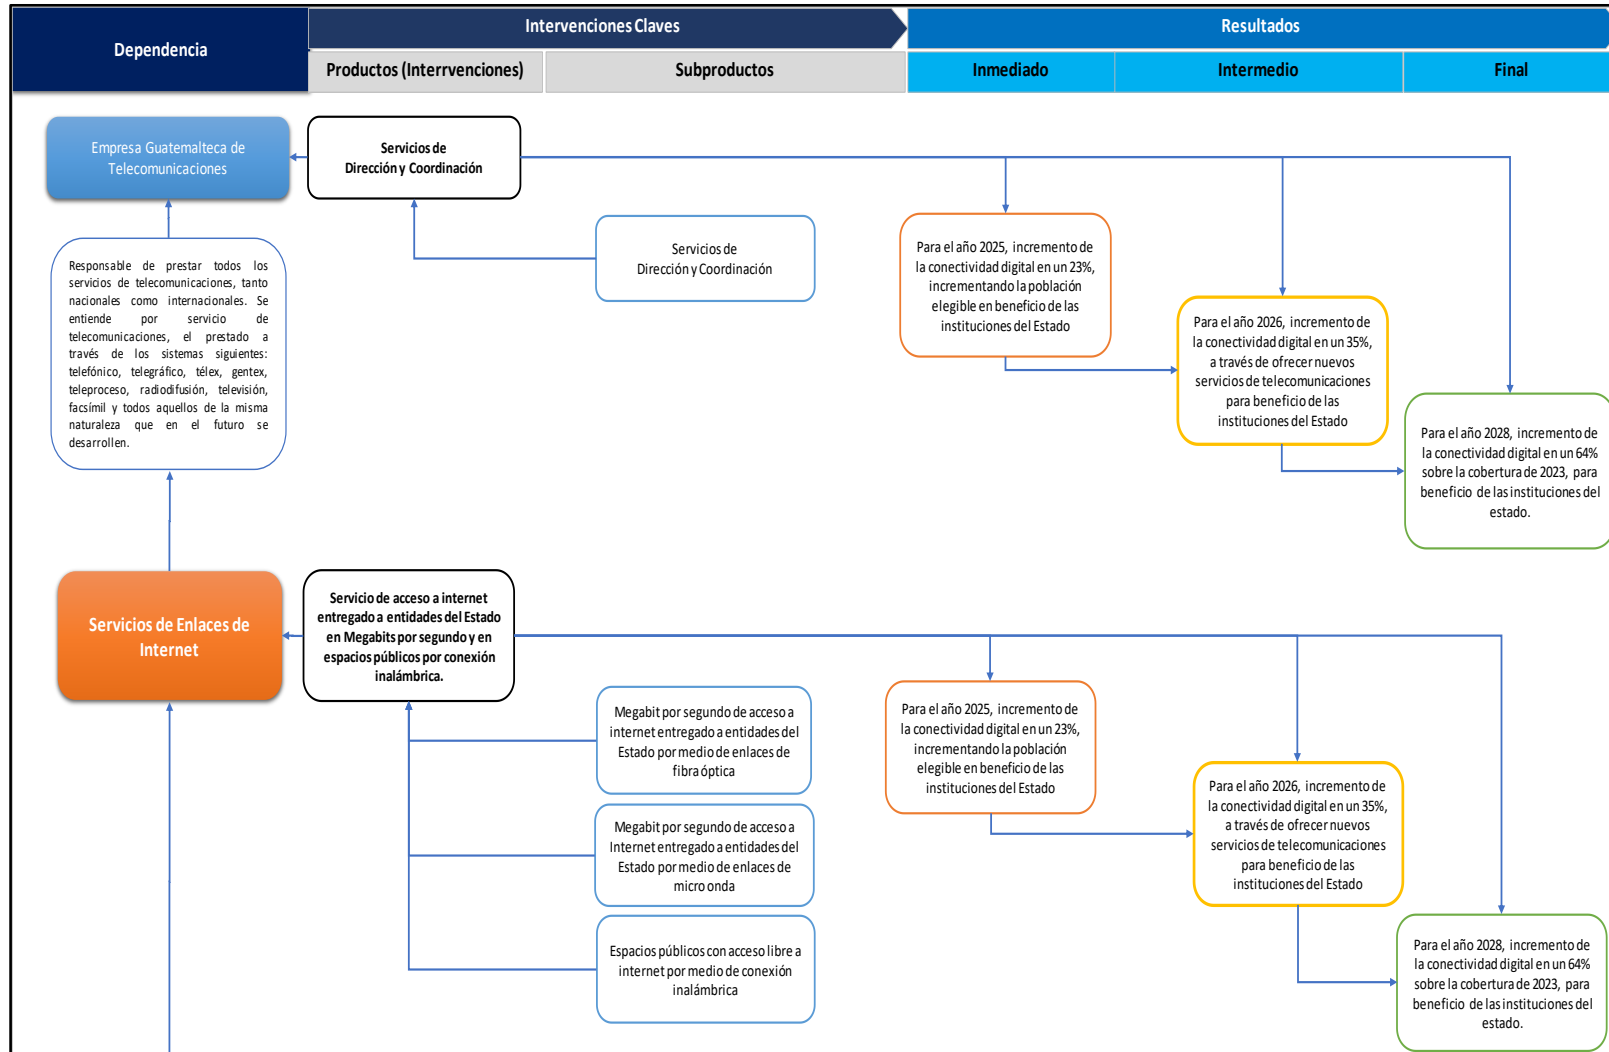 Dependencia
Intervenciones Claves
Resultados
Productos (Interrvenciones)
Subproductos
Inmediado
Intermedio
Final
Empresa Guatemalteca de
Telecomunicaciones
Servicios de
Dirección y Coordinación
Servicios de
Dirección y Coordinación
Responsable de prestar todos los
servicios de telecomunicaciones, tanto
nacionales como internacionales. Se
entiende por servicio de
telecomunicaciones, el prestado a
través de los sistemas siguientes:
telefónico, telegráfico, télex, gentex,
teleproceso, radiodifusión, televisión,
facsímil y todos aquellos de la misma
naturaleza que en el futuro se
desarrollen.
Para el año 2025, incremento de
la conectividad digital en un 23%,
incrementando la población
elegible en beneficio de las
instituciones del Estado
Para el año 2026, incremento de
la conectividad digital en un 35%,
a través de ofrecer nuevos
servicios de telecomunicaciones
para beneficio de las
instituciones del Estado
Para el año 2028, incremento de
la conectividad digital en un 64%
sobre la cobertura de 2023, para
beneficio de las instituciones del
estado.
Servicios de Enlaces de
Internet
Servicio de acceso a internet
entregado a entidades del Estado
en Megabits por segundo y en
espacios públicos por conexión
inalámbrica.
Megabit por segundo de acceso a
internet entregado a entidades del
Estado por medio de enlaces de
fibra óptica
Megabit por segundo de acceso a
Internet entregado a entidades del
Estado por medio de enlaces de
micro onda
Espacios públicos con acceso libre a
internet por medio de conexión
inalámbrica
Para el año 2025, incremento de
la conectividad digital en un 23%,
incrementando la población
elegible en beneficio de las
instituciones del Estado
Para el año 2026, incremento de
la conectividad digital en un 35%,
a través de ofrecer nuevos
servicios de telecomunicaciones
para beneficio de las
instituciones del Estado
Para el año 2028, incremento de
la conectividad digital en un 64%
sobre la cobertura de 2023, para
beneficio de las instituciones del
estado.